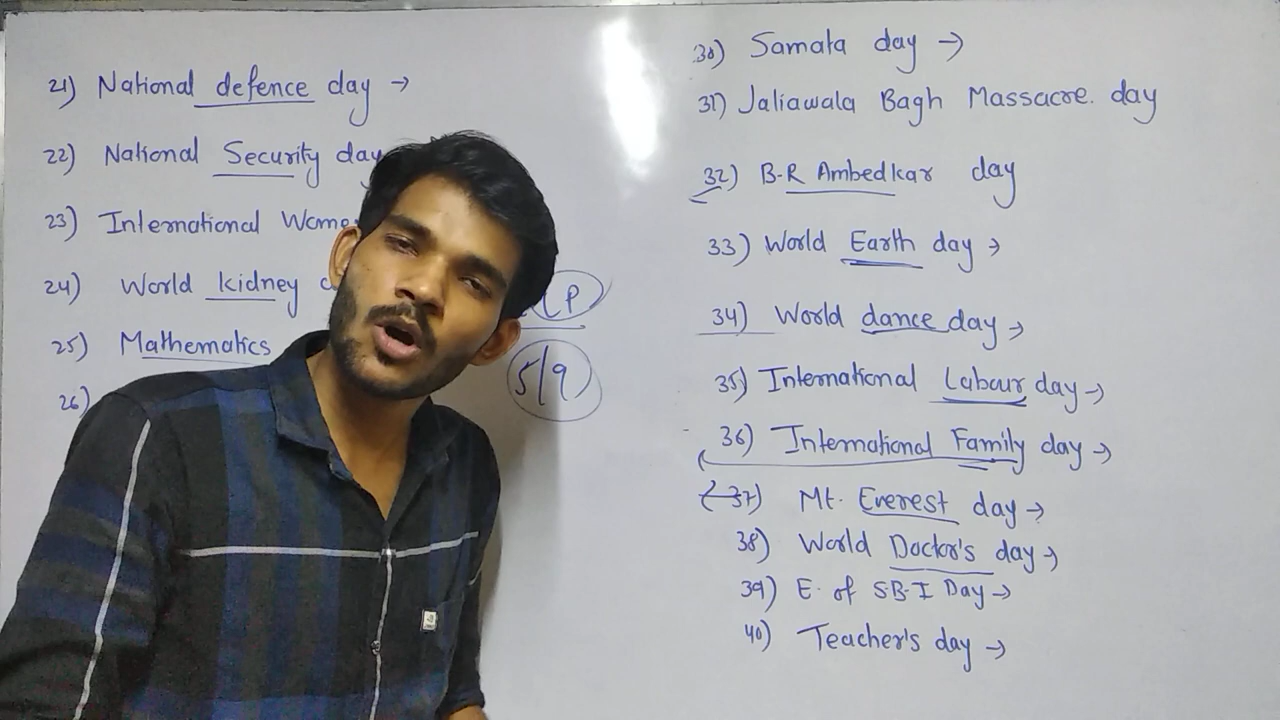 21) National defence day →
22) National Security day
23) International Wome
24) World kidney
25) Mathematics
26)
P
5/9
30) Samata day →
31) Jaliawala Bagh Massacre. day
32) B.R Ambedkar day
33) World Earth day →
34) World dance day →
35) International Labour day →
36) International Family day →
37) Mt. Everest day →
38) World Doctor's day →
39) E. of S.B.I Day →
40) Teacher's day →